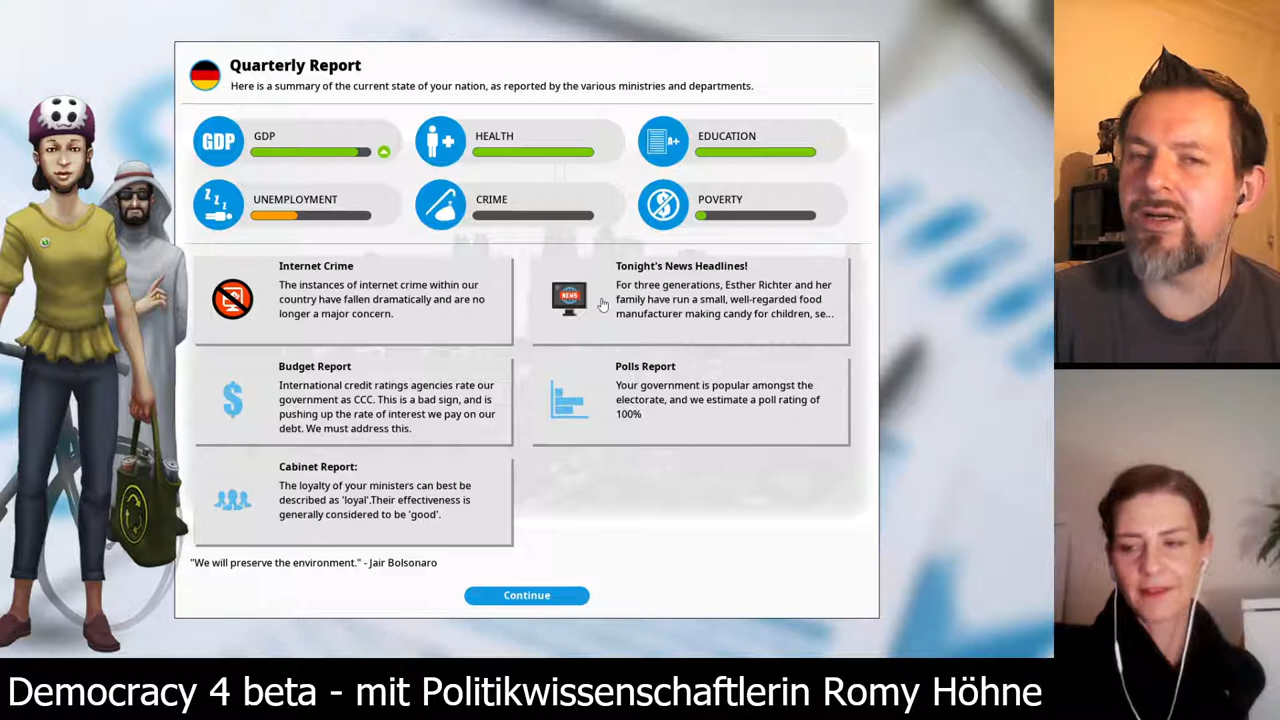 Quarterly Report
Here is a summary of the current state of your nation, as reported by the various ministries and departments.
GDP
GDP
HEALTH
A+
EDUCATION
Z Z Z
UNEMPLOYMENT
CRIME
POVERTY
Internet Crime
The instances of internet crime within our
country have fallen dramatically and are no
longer a major concern.
NEWS
Tonight's News Headlines!
For three generations, Esther Richter and her
family have run a small, well-regarded food
manufacturer making candy for children, se...
Budget Report
International credit ratings agencies rate our
government as CCC. This is a bad sign, and is
pushing up the rate of interest we pay on our
debt. We must address this.
Polls Report
Your government is popular amongst the
electorate, and we estimate a poll rating of
100%
Cabinet Report:
The loyalty of your ministers can best be
described as 'loyal'.Their effectiveness is
generally considered to be 'good'.
"We will preserve the environment." - Jair Bolsonaro
Continue
Democracy 4 beta - mit Politikwissenschaftlerin Romy Höhne